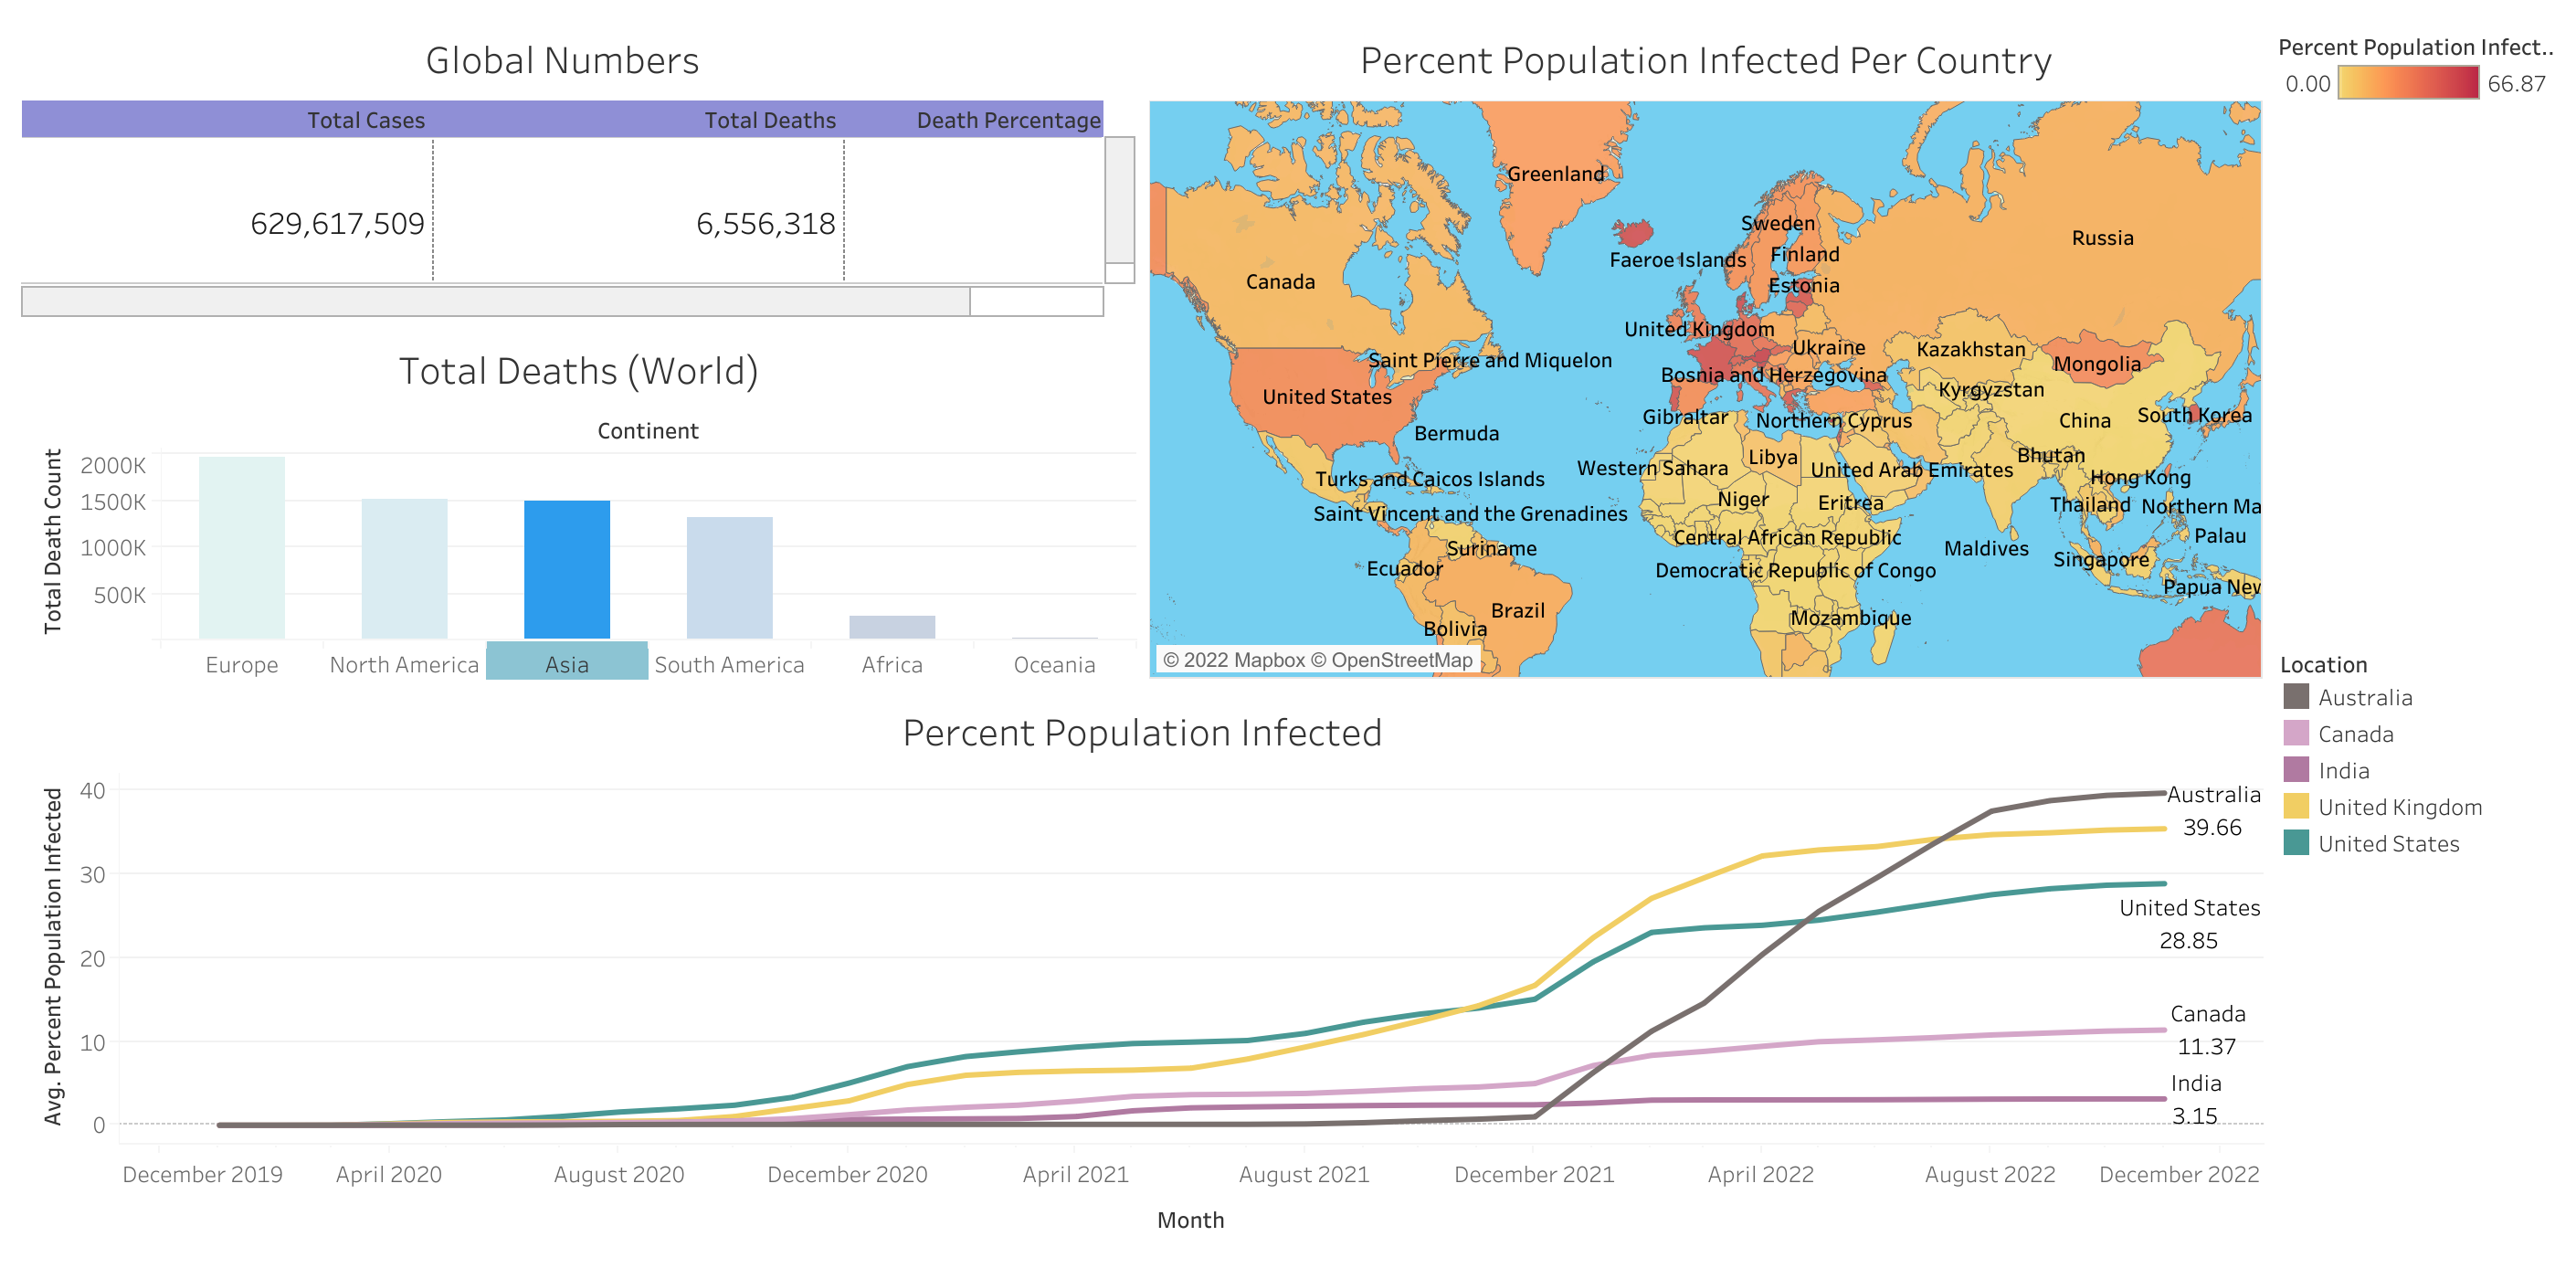 Global Numbers
Total Cases
Total Deaths
Death Percentage
629,617,509
6,556,318
Total Deaths (World)
Continent
Total Death Count
2000K
1500K
1000K
500K
Europe
North America
Asia
South America
Africa
Oceania
Percent Population Infected Per Country
Greenland
Sweden
Russia
Faeroe Islands
Finland
Canada
Estonia
United Kingdom
Ukraine
Kazakhstan
Saint Pierre and Miquelon
Mongolia
Bosnia and Herzegovina
United States
Kyrgyzstan
Gibraltar
Northern Cyprus
China
South Korea
Bermuda
Western Sahara
Libya
United Arab Emirates
Bhutan
Turks and Caicos Islands
Hong Kong
Niger
Eritrea
Thailand
Northern Ma
Saint Vincent and the Grenadines
Central African Republic
Palau
Suriname
Maldives
Singapore
Ecuador
Democratic Republic of Congo
Papua Nev
Brazil
Mozambique
Bolivia
© 2022 Mapbox © OpenStreetMap
Percent Population Infect..
0.00
66.87
Location
Australia
Canada
India
United Kingdom
United States
Percent Population Infected
Avg. Percent Population Infected
40
30
20
10
0
Australia
39.66
United States
28.85
Canada
11.37
India
3.15
December 2019
April 2020
August 2020
December 2020
April 2021
August 2021
December 2021
April 2022
August 2022
December 2022
Month